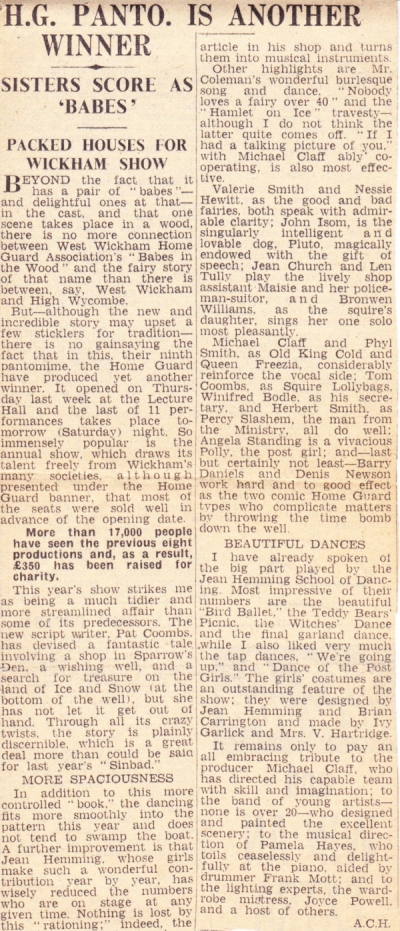 H.G. PANTO. IS ANOTHER
WINNER
SISTERS SCORE AS
'BABES'
PACKED HOUSES FOR
WICKHAM SHOW
BEYOND the fact that it
has a pair of "babes"—
and delightful ones at that—
in the cast, and that one
scene takes place in a wood,
there is no more connection
between West Wickham Home
Guard Association's "Babes in
the Wood" and the fairy story
of that name than there is
between, say, West Wickham
and High Wycombe.
But—although the new and
incredible story may upset a
few sticklers for tradition—
there is no gainsaying the
fact that in this, their ninth
pantomime, the Home Guard
have produced yet another
winner. It opened on Thurs-
day last week at the Lecture
Hall and the last of 11 per-
formances takes place to-
morrow (Saturday) night. So
immensely popular is the
annual show, which draws its
talent freely from Wickham's
many societies, although
presented under the Home
Guard banner, that most of
the seats were sold well in
advance of the opening date.
More than 17,000 people
have seen the previous eight
productions and, as a result,
£350 has been raised for
charity.
This year's show strikes me
as being a much tidier and
more streamlined affair than
some of its predecessors. The
new script writer, Pat Coombs,
has devised a fantastic tale
involving a shop in Sparrow's
Den, a wishing well, and a
search for treasure on the
land of Ice and Snow (at the
bottom of the well), but she
has not let it get out of
hand. Through all its crazy
twists, the story is plainly
discernible, which is a great
deal more than could be said
for last year's "Sinbad."
MORE SPACIOUSNESS
In addition to this more
controlled "book," the dancing
fits more smoothly into the
pattern this year and does
not tend to swamp the boat.
A further improvement is that
Jean Hemming, whose girls
make such a wonderful con-
tribution year by year, has
wisely reduced the numbers
who are on stage at any
given time. Nothing is lost by
this "rationing;" indeed, the
article in his shop and turns
them into musical instruments.
Other highlights are Mr.
Coleman's wonderful burlesque
song and dance, "Nobody
loves a fairy over 40" and the
"Hamlet on Ice" travesty—
although I do not think the
latter quite comes off. "If I
had a talking picture of you,"
with Michael Claff ably co-
operating, is also most effec-
tive.
Valerie Smith and Nessie
Hewitt, as the good and bad
fairies, both speak with admir-
able clarity; John Isom, is the
singularly intelligent and
lovable dog, Pluto, magically
endowed with the gift of
speech; Jean Church and Len
Tully play the lively shop
assistant Maisie and her police-
man-suitor, and Bronwen
Williams, as the squire's
daughter, sings her one solo
most pleasantly.
Michael Claff and Phyl
Smith, as Old King Cold and
Queen Freezia, considerably
reinforce the vocal side; Tom
Coombs, as Squire Lollybags,
Winifred Bodle, as his secre-
tary, and Herbert Smith, as
Percy Slashem, the man from
the Ministry, all do well;
Angela Standing is a vivacious
Polly, the post girl; and—last
but certainly not least—Barry
Daniels and Denis Newson
work hard and to good effect
as the two comic Home Guard
types who complicate matters
by throwing the time bomb
down the well.
BEAUTIFUL DANCES
I have already spoken of
the big part played by the
Jean Hemming School of Danc-
ing. Most impressive of their
numbers are the beautiful
"Bird Ballet," the Teddy Bears'
Picnic, the Witches' Dance
and the final garland dance,
while I also liked very much
the tap dances, "We're going
up," and "Dance of the Post
Girls." The girls' costumes are
an outstanding feature of the
show; they were designed by
Jean Hemming and Brian
Carrington and made by Ivy
Garlick and Mrs. V. Hartridge.
It remains only to pay an
all embracing tribute to the
producer Michael Claff, who
has directed his capable team
with skill and imagination; to
the band of young artists—
none is over 20—who designed
and painted the excellent
scenery; to the musical direc-
tion of Pamela Hayes, who
toils ceaselessly and delight-
fully at the piano, aided by
drummer Frank Mott; and to
the lighting experts, the ward-
robe mistress, Joyce Powell,
and a host of others.
A.C.H.